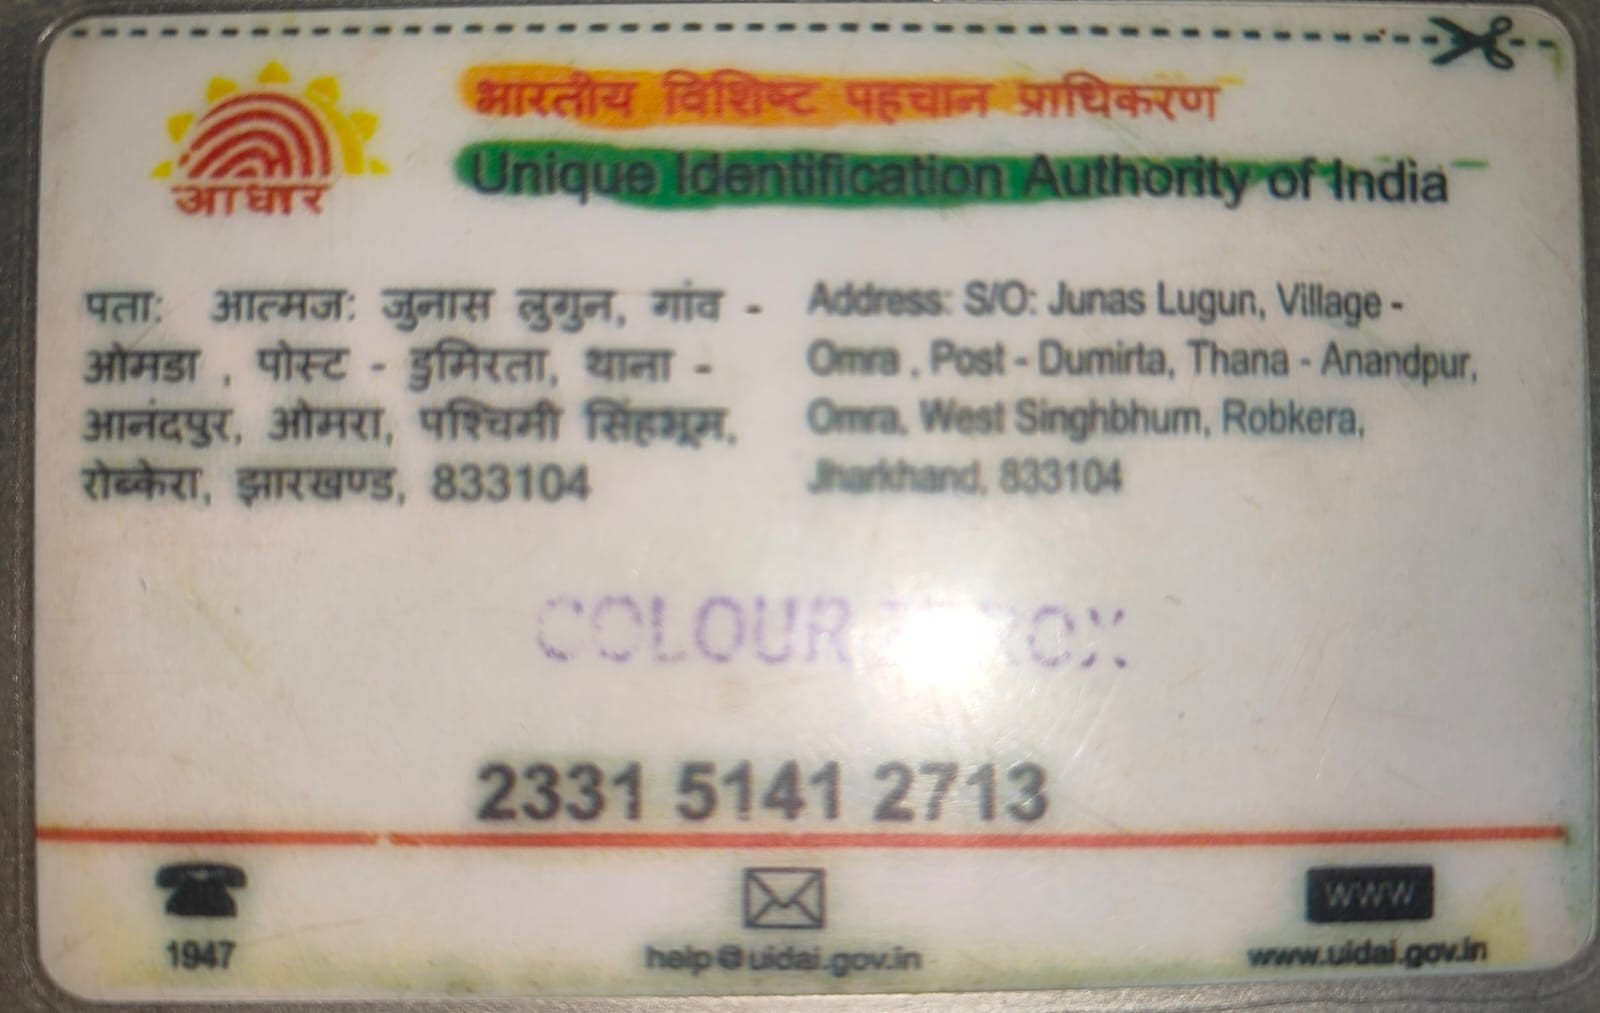 भारतीय विशिष्ट पहचान प्राधिकरण
Unique Identification Authority of India
आधार
पता: आत्मज: जुनास लुगुन, गांव -
ओमडा , पोस्ट - डुमिरता, थाना -
आनंदपुर, ओमरा, पश्चिमी सिंहभूम,
रोब्केरा, झारखण्ड, 833104
Address: S/O: Junas Lugun, Village -
Omra , Post - Dumirta, Thana - Anandpur,
Omra, West Singhbhum, Robkera,
Jharkhand, 833104
COLOUR
2331 5141 2713
1947
help@uidai.gov.in
WWW
www.uidai.gov.in